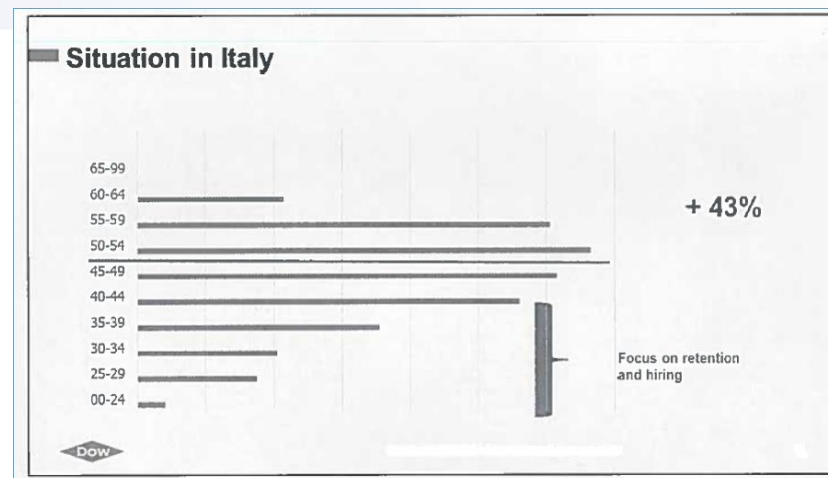 Situation in Italy
65-99
60-64
+ 43%
55-59
50-54
45-49
40-44
35-39
30-34
Focus on retention
and hiring
25-29
00-24
Dow